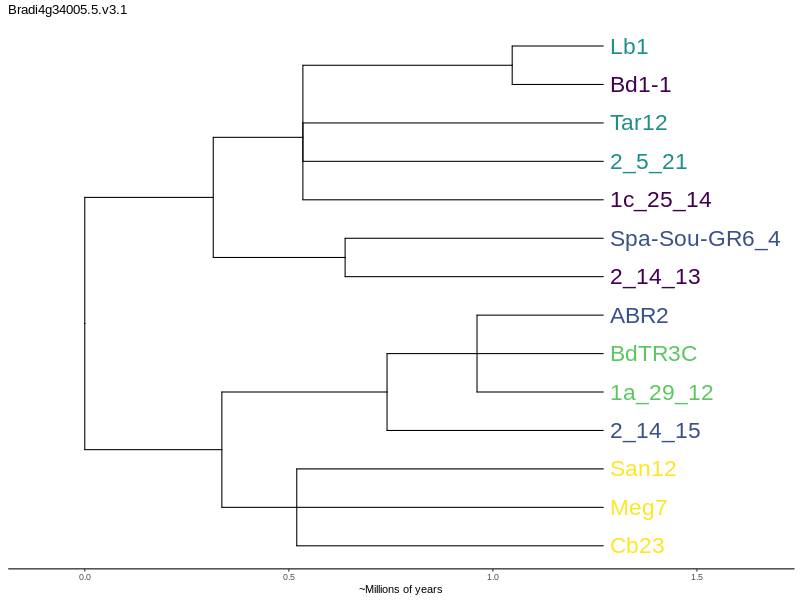 Bradi4g34005.5.v3.1
Lb1
Bd1-1
Tar12
2_5_21
1c_25_14
Spa-Sou-GR6_4
2_14_13
ABR2
BdTR3C
1a_29_12
2_14_15
San12
Meg7
Cb23
0.0 0.5 1.0 1.5
~Millions of years